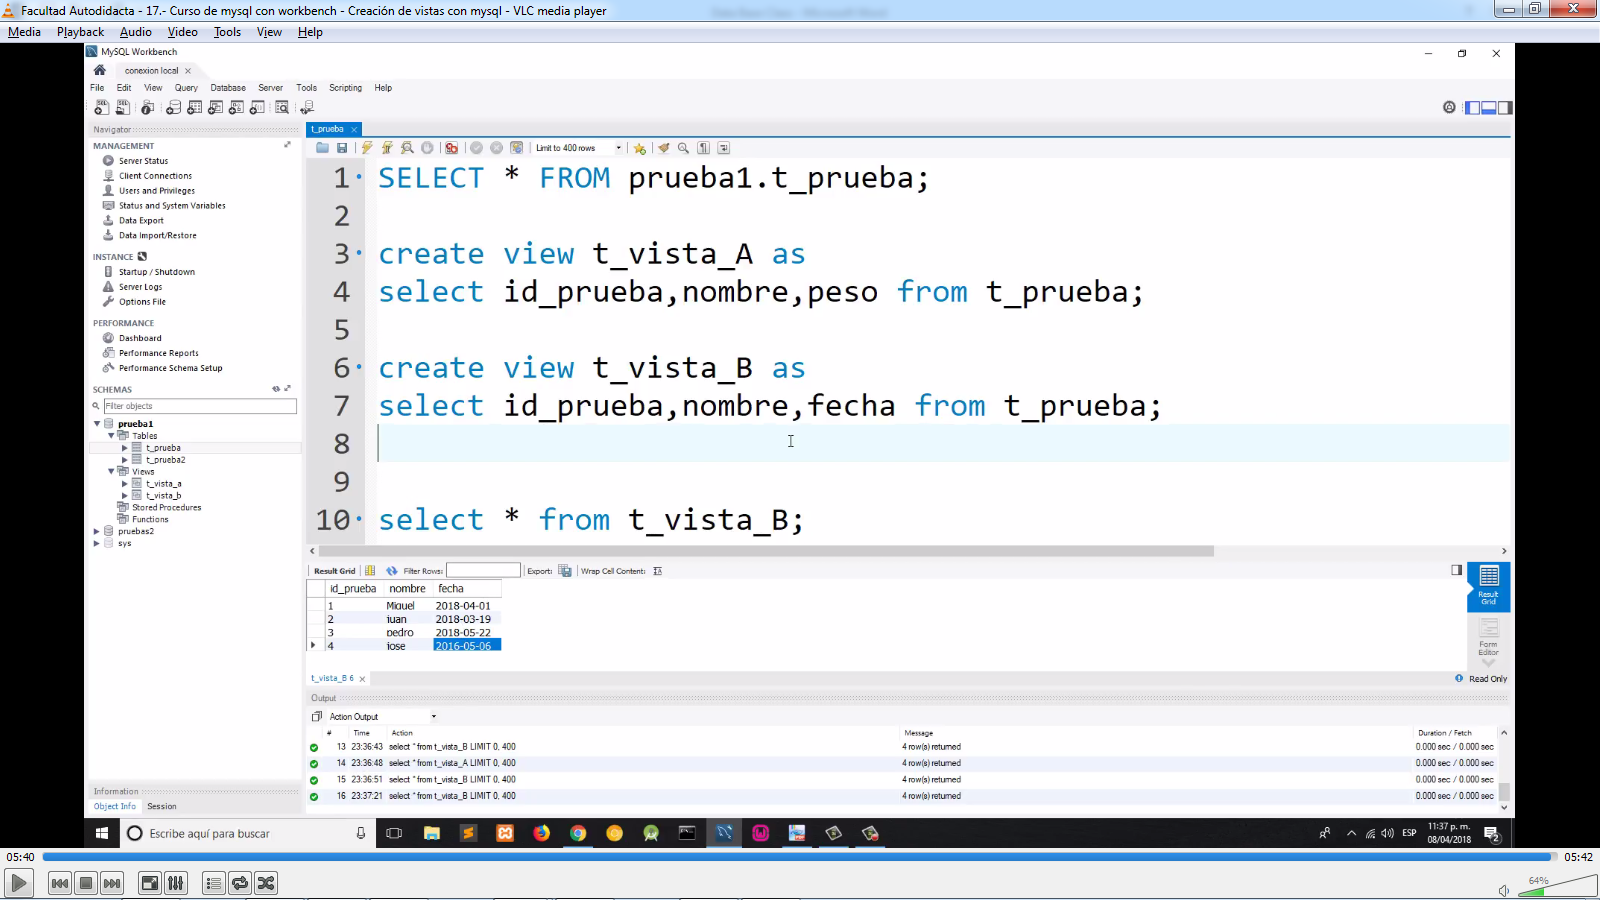 Facultad Autodidacta - 17.- Curso de mysql con workbench - Creación de vistas con mysql - VLC media player
Media Playback Audio Video Tools View Help
MySQL Workbench
conexion local
File Edit View Query Database Server Tools Scripting Help
Navigator
MANAGEMENT
Server Status
Client Connections
Users and Privileges
Status and System Variables
Data Export
Data Import/Restore
INSTANCE
Startup / Shutdown
Server Logs
Options File
PERFORMANCE
Dashboard
Performance Reports
Performance Schema Setup
SCHEMAS
Filter objects
prueba1
Tables
t_prueba
t_prueba2
Views
t_vista_a
t_vista_b
Stored Procedures
Functions
pruebas2
sys
Information
Object Info Session
t_prueba
Limit to 400 rows
1 SELECT * FROM prueba1.t_prueba;
2
3 create view t_vista_A as
4 select id_prueba,nombre,peso from t_prueba;
5
6 create view t_vista_B as
7 select id_prueba,nombre,fecha from t_prueba;
8
9
10 select * from t_vista_B;
Result Grid Filter Rows: Export: Wrap Cell Content:
id_prueba nombre fecha
1 Miguel 2018-04-01
2 juan 2018-03-19
3 pedro 2018-05-22
4 jose 2016-05-06
Result Grid
Form Editor
t_vista_B 6
Read Only
Output
Action Output
# Time Action Message Duration / Fetch
13 23:36:43 select * from t_vista_B LIMIT 0, 400 4 row(s) returned 0.000 sec / 0.000 sec
14 23:36:48 select * from t_vista_A LIMIT 0, 400 4 row(s) returned 0.000 sec / 0.000 sec
15 23:36:51 select * from t_vista_B LIMIT 0, 400 4 row(s) returned 0.000 sec / 0.000 sec
16 23:37:21 select * from t_vista_B LIMIT 0, 400 4 row(s) returned 0.000 sec / 0.000 sec
Escribe aquí para buscar
ESP
11:37 p. m.
08/04/2018
2
05:40 05:42
64%